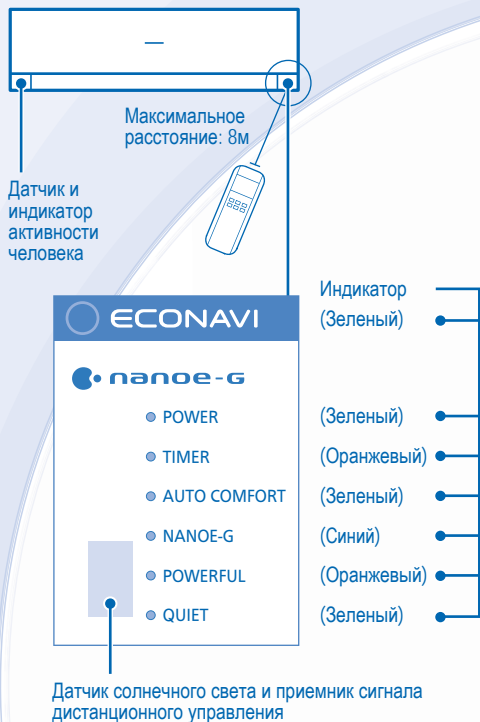 Максимальное
расстояние: 8м
Датчик и
индикатор
активности
человека
Индикатор
ECONAVI (Зеленый)
nanoe-G
POWER (Зеленый)
TIMER (Оранжевый)
AUTO COMFORT (Зеленый)
NANOE-G (Синий)
POWERFUL (Оранжевый)
QUIET (Зеленый)
Датчик солнечного света и приемник сигнала
дистанционного управления